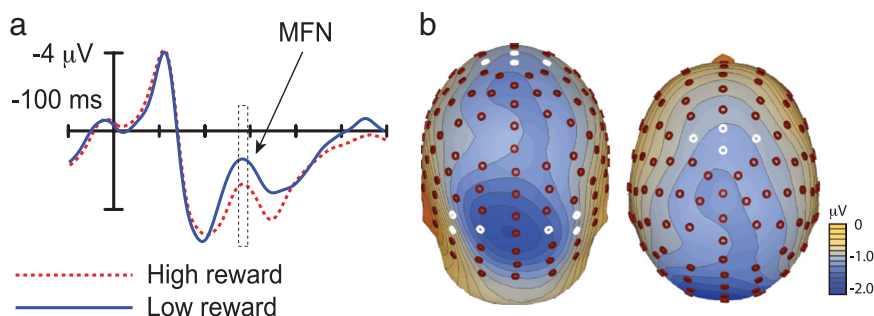 a
-4 μV
-100 ms
MFN
High reward
Low reward
b
μV
0
-1.0
-2.0